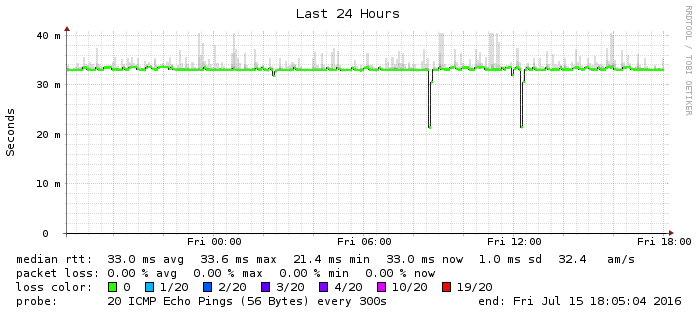 Last 24 Hours
RRDTOOL / TOBI OETIKER
Seconds
40 m
30 m
20 m
10 m
0
Fri 00:00 Fri 06:00 Fri 12:00 Fri 18:00
median rtt: 33.0 ms avg 33.6 ms max 21.4 ms min 33.0 ms now 1.0 ms sd 32.4 am/s
packet loss: 0.00 % avg 0.00 % max 0.00 % min 0.00 % now
loss color: 0 1/20 2/20 3/20 4/20 10/20 19/20
probe: 20 ICMP Echo Pings (56 Bytes) every 300s end: Fri Jul 15 18:05:04 2016